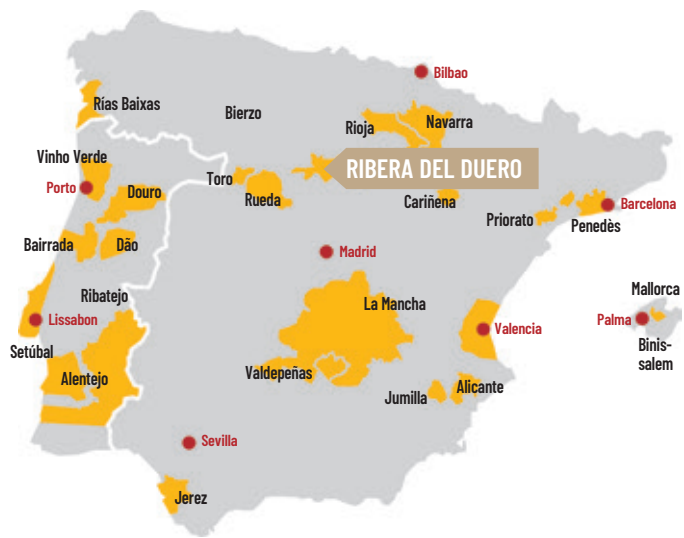 Bilbao
Rías Baixas
Bierzo
Rioja
Navarra
Vinho Verde
RIBERA DEL DUERO
Toro
Porto
Douro
Rueda
Cariñena
Barcelona
Priorato
Penedès
Bairrada
Dão
Madrid
Mallorca
Ribatejo
La Mancha
Lissabon
Valencia
Palma
Setúbal
Binis-
salem
Valdepeñas
Alentejo
Jumilla
Alicante
Sevilla
Jerez